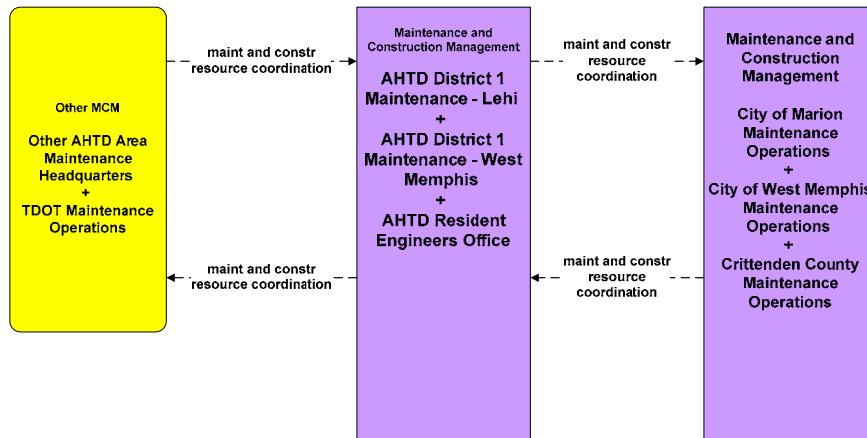 Other MCM
Other AHTD Area
Maintenance
Headquarters
+
TDOT Maintenance
Operations
maint and constr
resource coordination
maint and constr
resource coordination
Maintenance and
Construction Management
AHTD District 1
Maintenance - Lehi
+
AHTD District 1
Maintenance - West
Memphis
+
AHTD Resident
Engineers Office
maint and constr
resource
coordination
maint and constr
resource
coordination
Maintenance and
Construction
Management
City of Marion
Maintenance
Operations
+
City of West Memphis
Maintenance
Operations
+
Crittenden County
Maintenance
Operations